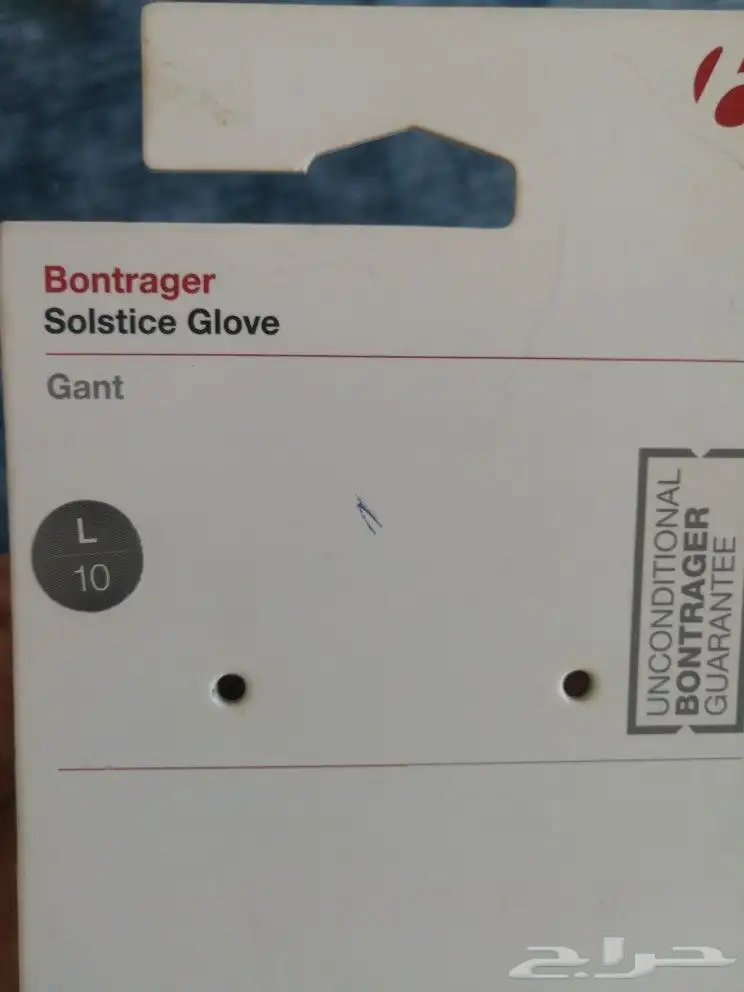 Bontrager
Solstice Glove
Gant
L
10
UNCONDITIONAL
BONTRAGER
GUARANTEE
حراج